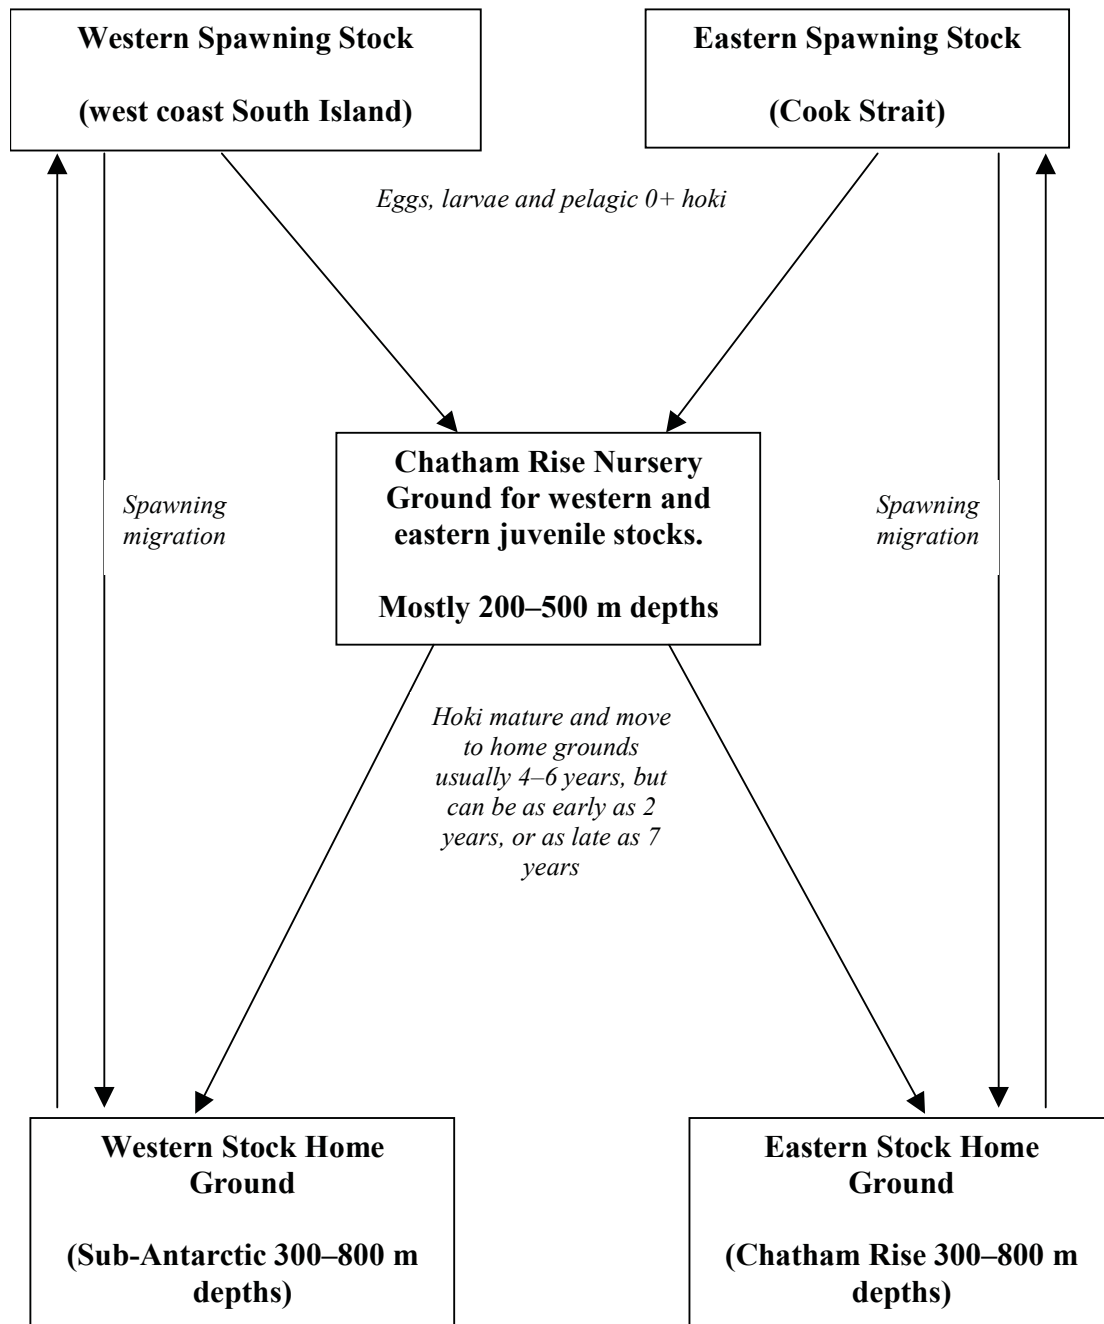 Western Spawning Stock
(west coast South Island)
Eastern Spawning Stock
(Cook Strait)
Eggs, larvae and pelagic 0+ hoki
Chatham Rise Nursery
Ground for western and
eastern juvenile stocks.
Mostly 200–500 m depths
Spawning
migration
Spawning
migration
Hoki mature and move
to home grounds
usually 4–6 years, but
can be as early as 2
years, or as late as 7
years
Western Stock Home
Ground
(Sub-Antarctic 300–800 m
depths)
Eastern Stock Home
Ground
(Chatham Rise 300–800 m
depths)